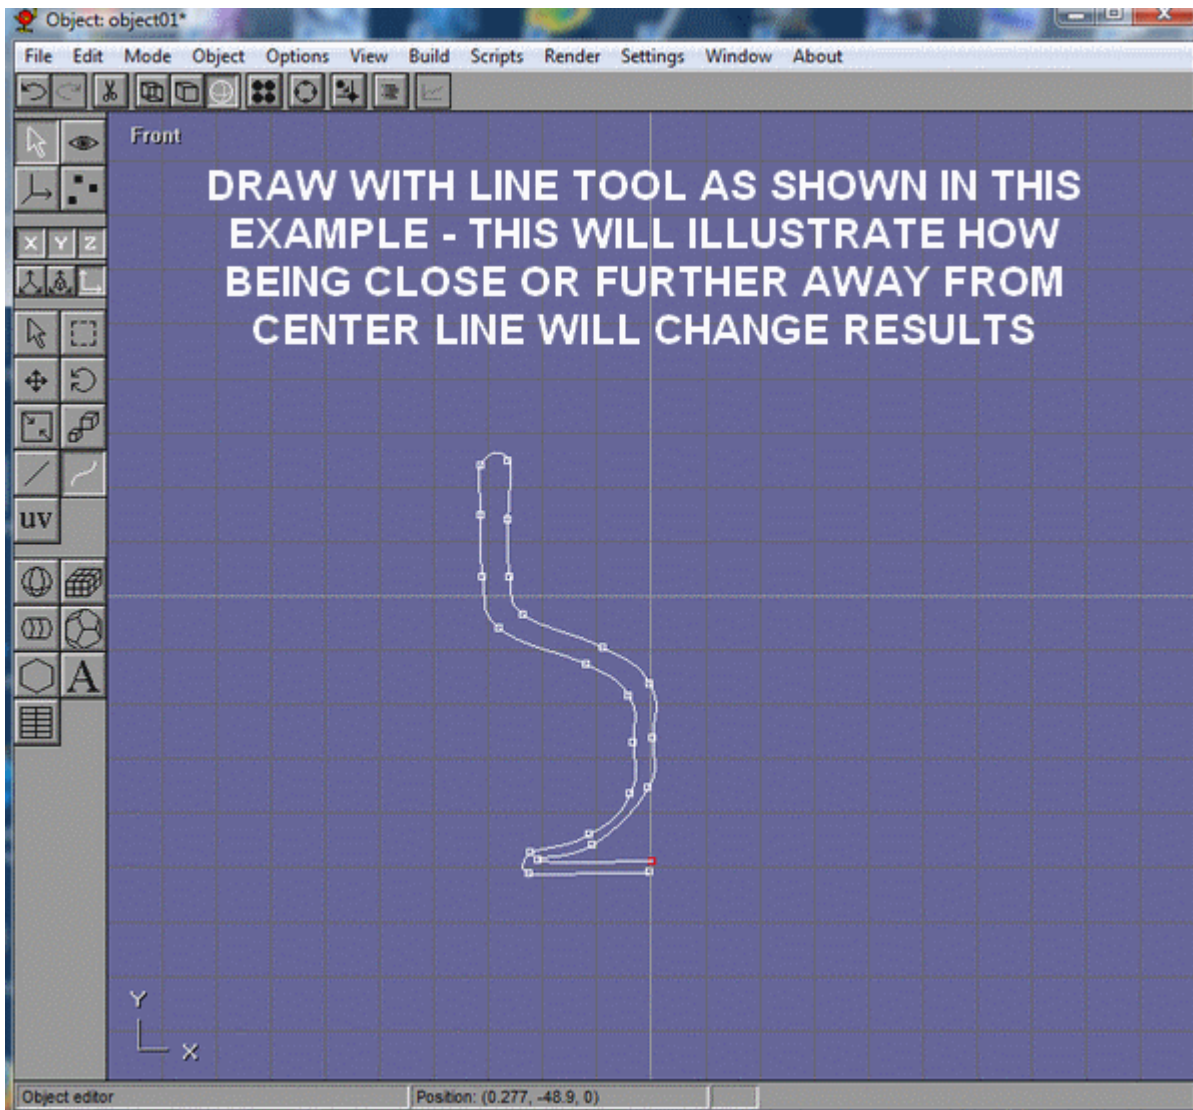 Object: object01*
File Edit Mode Object Options View Build Scripts Render Settings Window About
Front
DRAW WITH LINE TOOL AS SHOWN IN THIS
EXAMPLE - THIS WILL ILLUSTRATE HOW
BEING CLOSE OR FURTHER AWAY FROM
CENTER LINE WILL CHANGE RESULTS
X Y Z
uv
A
Y
X
Object editor Position: (0.277, -48.9, 0)